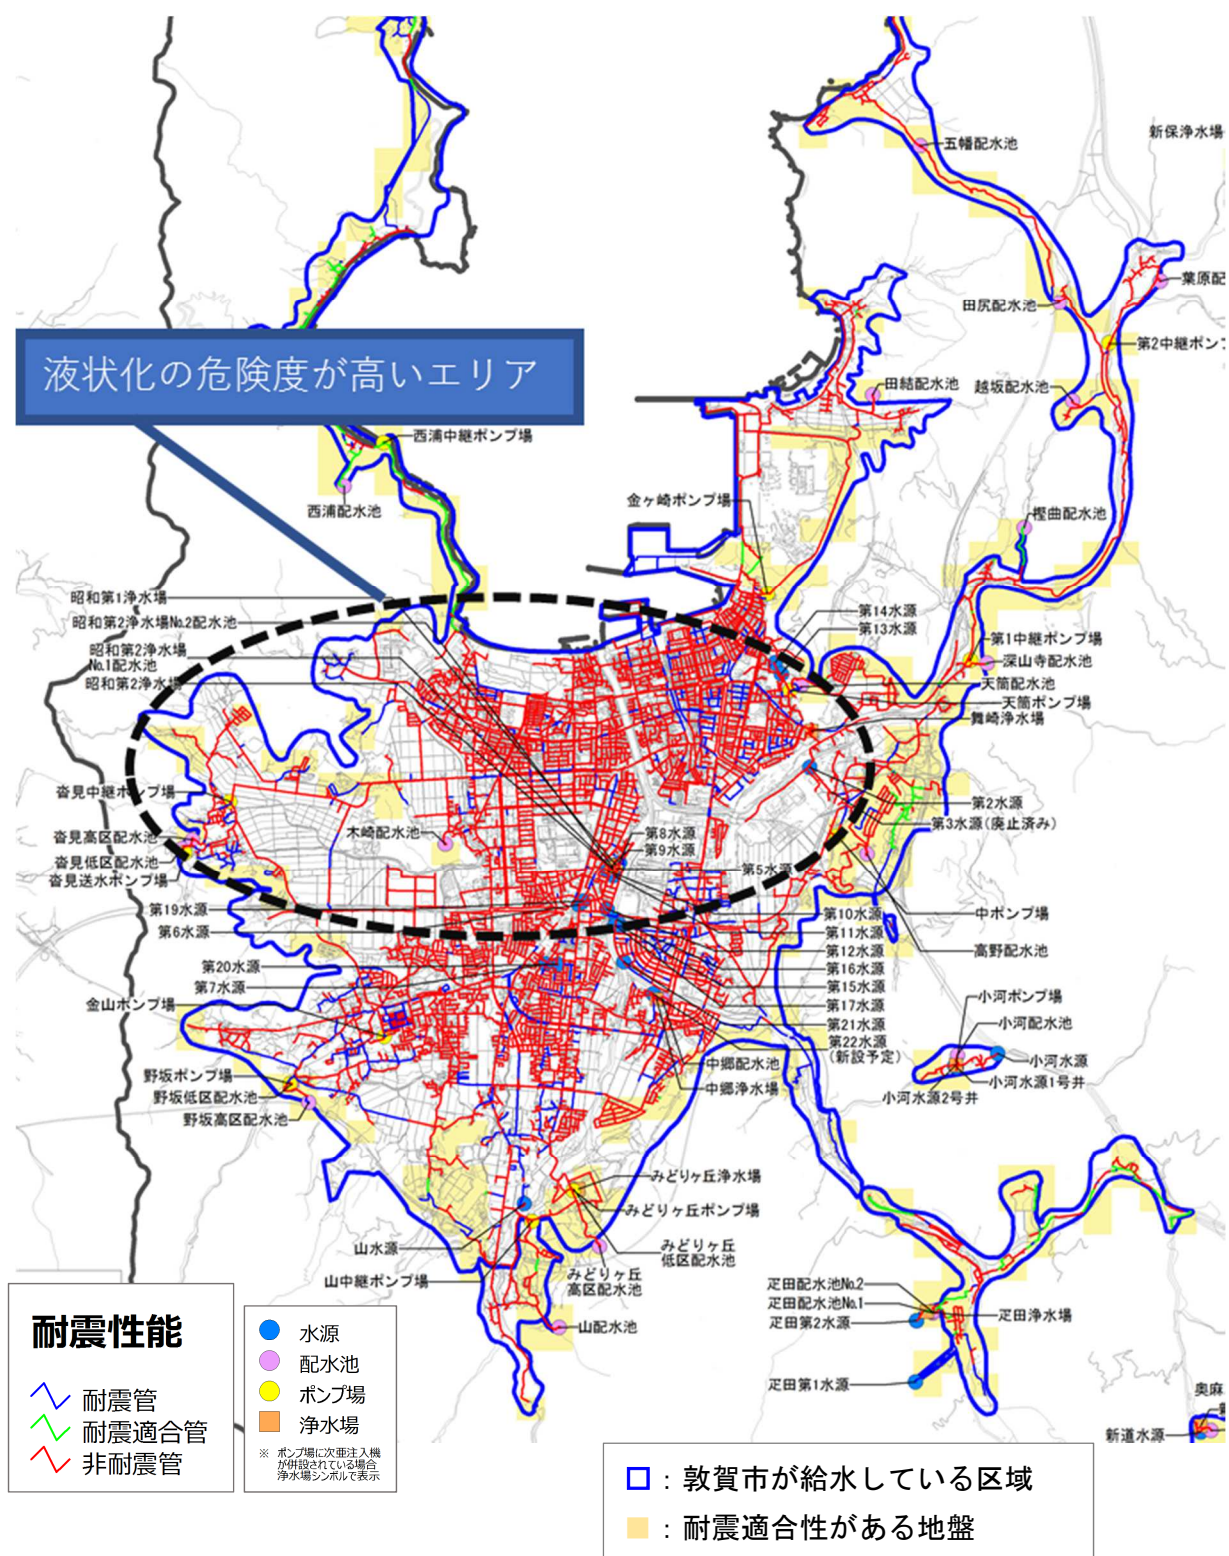 新保浄水場
五幡配水池
葉原配
田尻配水池
第2中継ポンプ
液状化の危険度が高いエリア
田結配水池
越坂配水池
西浦中継ポンプ場
金ヶ崎ポンプ場
西浦配水池
樫曲配水池
昭和第1浄水場
昭和第2浄水場No.2配水池
昭和第2浄水場
No.1配水池
昭和第2浄水場
第14水源
第13水源
第1中継ポンプ場
深山寺配水池
天筒配水池
天筒ポンプ場
舞崎浄水場
沓見中継ポンプ場
第2水源
第3水源(廃止済み)
木崎配水池
第8水源
第9水源
沓見高区配水池
沓見低区配水池
沓見送水ポンプ場
第5水源
第19水源
第6水源
第10水源
第11水源
第12水源
第16水源
第15水源
第17水源
第21水源
第22水源
(新設予定)
中ポンプ場
高野配水池
第20水源
第7水源
金山ポンプ場
小河ポンプ場
小河配水池
小河水源
小河水源1号井
小河水源2号井
野坂ポンプ場
野坂低区配水池
野坂高区配水池
中郷配水池
中郷浄水場
みどりヶ丘浄水場
みどりヶ丘ポンプ場
みどりヶ丘
低区配水池
みどりヶ丘
高区配水池
山水源
山中継ポンプ場
山配水池
疋田配水池No.2
疋田配水池No.1
疋田第2水源
疋田浄水場
疋田第1水源
奥麻
新道水源
耐震性能
耐震管
耐震適合管
非耐震管
水源
配水池
ポンプ場
浄水場
※ ポンプ場に次亜注入機
が併設されている場合
浄水場シンボルで表示
：敦賀市が給水している区域
：耐震適合性がある地盤